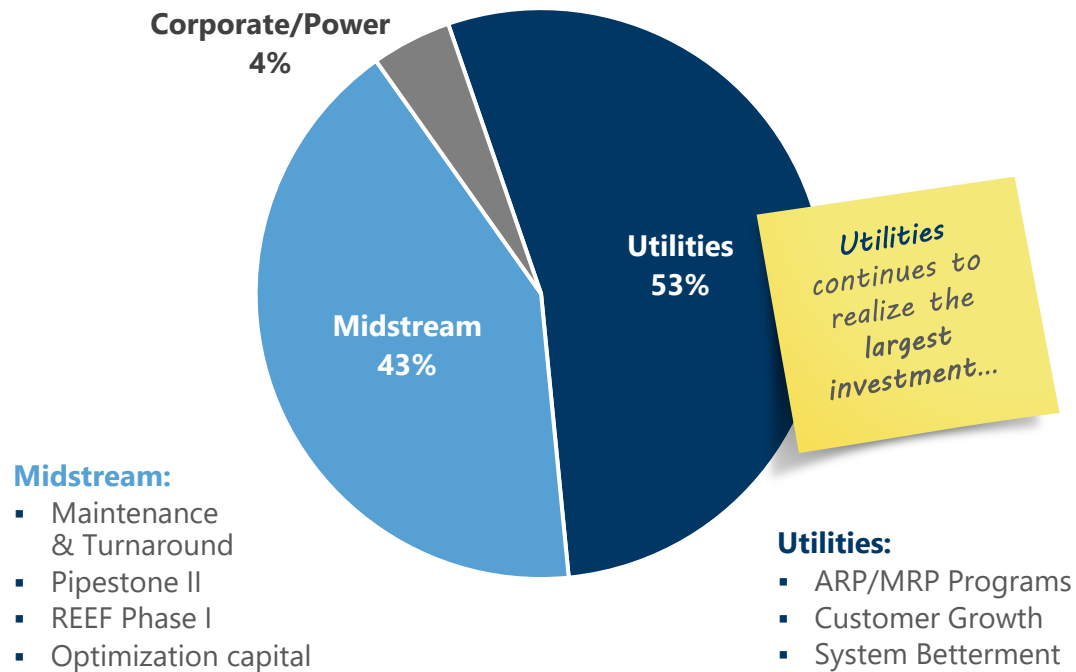 Corporate/Power
4%
Utilities
53%
Midstream
43%
Utilities
continues to
realize the
largest
investment...
Midstream:
▪ Maintenance
& Turnaround
▪ Pipestone II
▪ REEF Phase I
▪ Optimization capital
Utilities:
▪ ARP/MRP Programs
▪ Customer Growth
▪ System Betterment